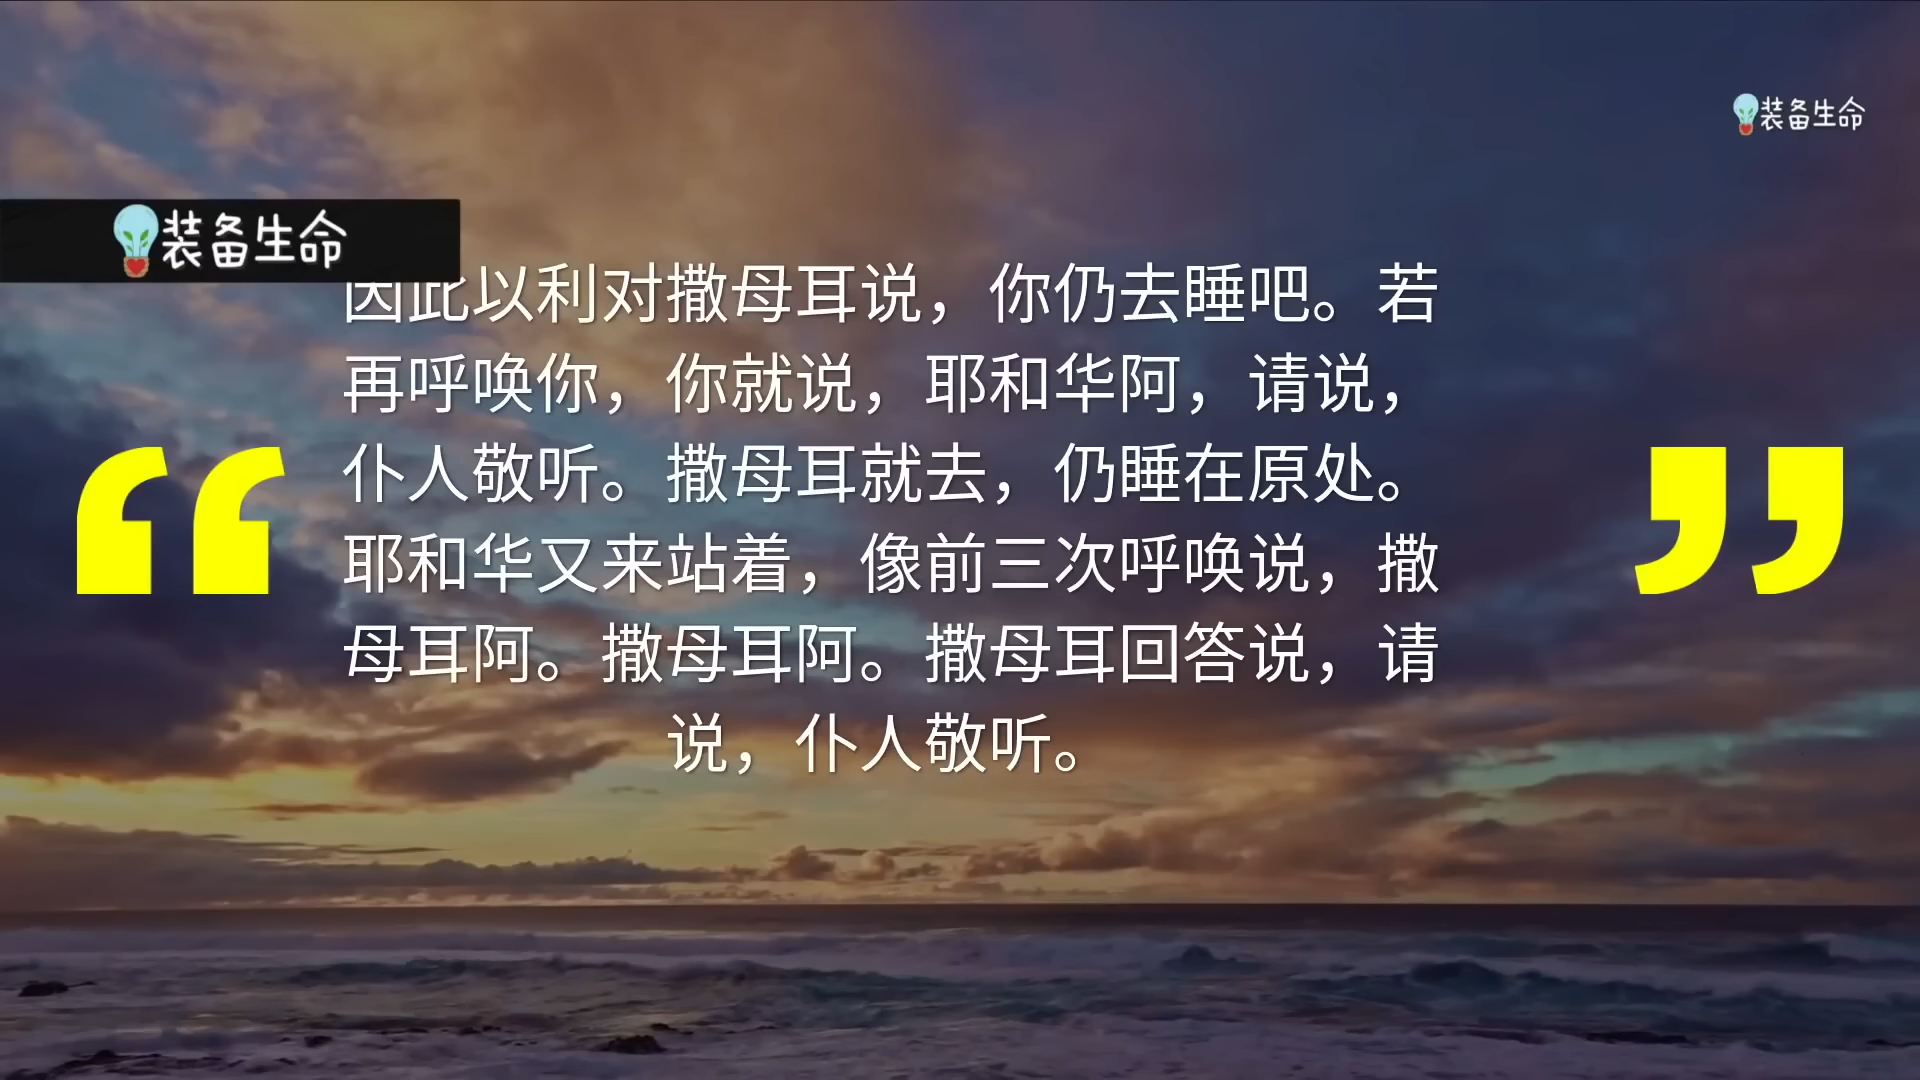 装备生命
装备生命
因此以利对撒母耳说，你仍去睡吧。若
再呼唤你，你就说，耶和华阿，请说，
仆人敬听。撒母耳就去，仍睡在原处。
耶和华又来站着，像前三次呼唤说，撒
母耳阿。撒母耳阿。撒母耳回答说，请
说，仆人敬听。